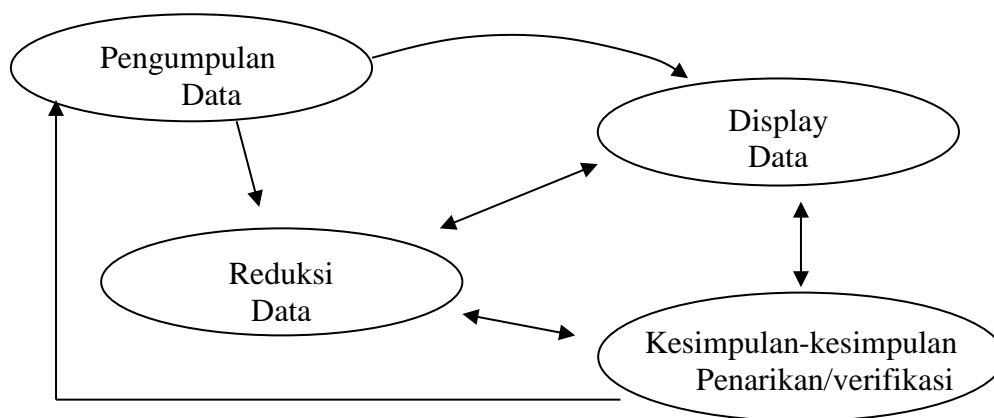 Pengumpulan
Data
Display
Data
Reduksi
Data
Kesimpulan-kesimpulan
Penarikan/verifikasi